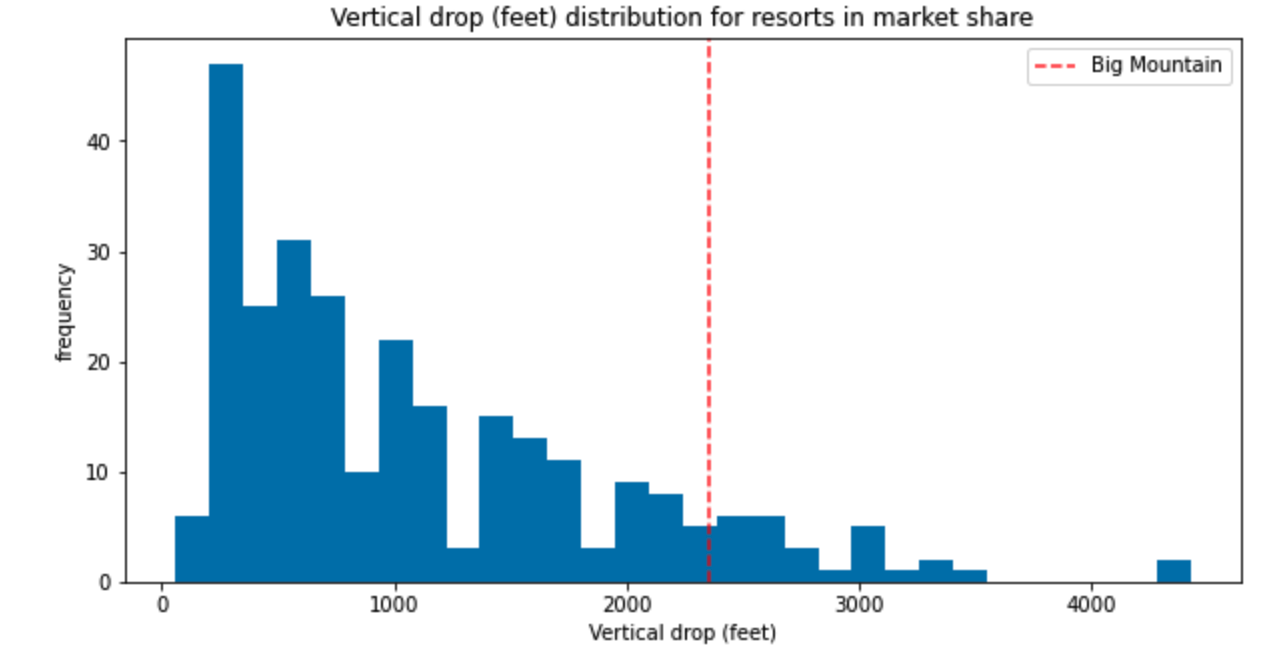 Vertical drop (feet) distribution for resorts in market share
Big Mountain
40
30
20
10
0
frequency
0 1000 2000 3000 4000
Vertical drop (feet)